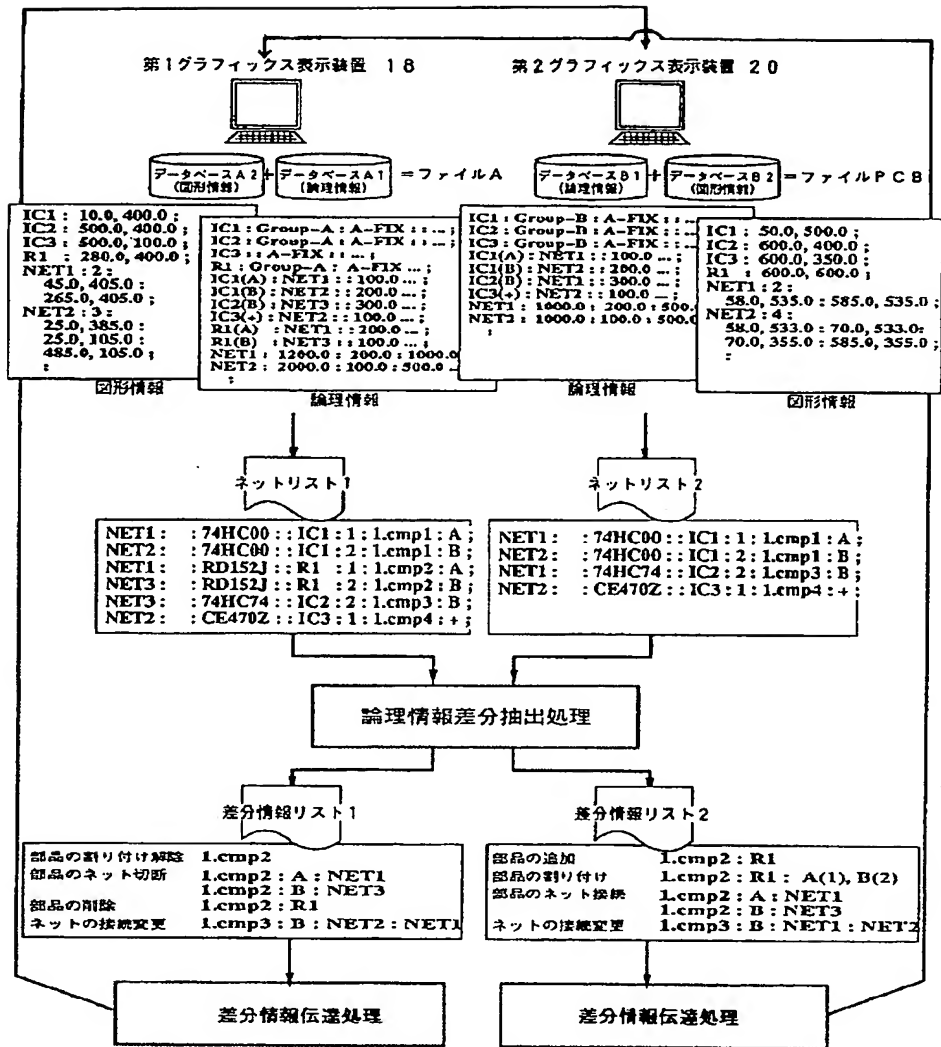 第1グラフィックス表示装置 18
第2グラフィックス表示装置 20
データベースA2
(図形情報)
+
データベースA1
(論理情報)
=ファイルA
データベースB1
(論理情報)
+
データベースB2
(図形情報)
=ファイルPCB
IC1 : 10.0, 400.0 ;
IC2 : 500.0, 400.0 ;
IC3 : 500.0, 100.0 ;
R1 : 280.0, 400.0 ;
NET1 : 2 :
45.0, 405.0 :
265.0, 405.0 ;
NET2 : 3 :
25.0, 385.0 :
25.0, 105.0 :
485.0, 105.0 ;
:
図形情報
IC1 : Group-A : A-FIX :: ... ;
IC2 : Group-A : A-FIX :: ... ;
IC3 :: A-FIX :: ... ;
R1 : Group-A : A-FIX ... ;
IC1(A) : NET1 : : 100.0 ... ;
IC1(B) : NET2 : : 200.0 ... ;
IC2(B) : NET3 : : 300.0 ... ;
IC3(+) : NET2 : : 100.0 ... ;
R1(A) : NET1 : : 200.0 ... ;
R1(B) : NET3 : : 100.0 ... ;
NET1 : 1200.0 : 200.0 : 1000.0
NET2 : 2000.0 : 100.0 : 500.0 ...
:
論理情報
IC1 : Group-B : A-FIX :: ... ;
IC2 : Group-B : A-FIX :: ... ;
IC3 : Group-B : A-FIX :: ... ;
IC1(A) : NET1 : : 100.0 ... ;
IC1(B) : NET2 : : 200.0 ... ;
IC2(B) : NET1 : : 300.0 ... ;
IC3(+) : NET2 : : 100.0 ... ;
NET1 : 1000.0 : 200.0 : 500.0
NET2 : 1000.0 : 100.0 : 500.0
:
論理情報
IC1 : 50.0, 500.0 ;
IC2 : 600.0, 400.0 ;
IC3 : 600.0, 350.0 ;
R1 : 600.0, 600.0 ;
NET1 : 2 :
58.0, 535.0 : 585.0, 535.0 ;
NET2 : 4 :
58.0, 533.0 : 70.0, 533.0:
70.0, 355.0 : 585.0, 355.0 ;
:
図形情報
ネットリスト1
NET1: : 74HC00 : : IC1 : 1 : 1.cmp1 : A ;
NET2: : 74HC00 : : IC1 : 2 : 1.cmp1 : B ;
NET1: : RD152J : : R1 : 1 : 1.cmp2 : A ;
NET3: : RD152J : : R1 : 2 : 1.cmp2 : B ;
NET3: : 74HC74 : : IC2 : 2 : 1.cmp3 : B ;
NET2: : CE470Z : : IC3 : 1 : 1.cmp4 : + ;
ネットリスト2
NET1: : 74HC00 : : IC1 : 1 : 1.cmp1 : A ;
NET2: : 74HC00 : : IC1 : 2 : 1.cmp1 : B ;
NET1: : 74HC74 : : IC2 : 2 : 1.cmp3 : B ;
NET2: : CE470Z : : IC3 : 1 : 1.cmp4 : + ;
論理情報差分抽出処理
差分情報リスト1
部品の割り付け解除 1.cmp2
部品のネット切断 1.cmp2 : A : NET1
1.cmp2 : B : NET3
部品の削除 1.cmp2 : R1
ネットの接続変更 1.cmp3 : B : NET2 : NET1
差分情報リスト2
部品の追加 1.cmp2 : R1
部品の割り付け 1.cmp2 : R1 : A(1), B(2)
部品のネット接続 1.cmp2 : A : NET1
1.cmp2 : B : NET3
ネットの接続変更 1.cmp3 : B : NET1 : NET2
差分情報伝達処理
差分情報伝達処理